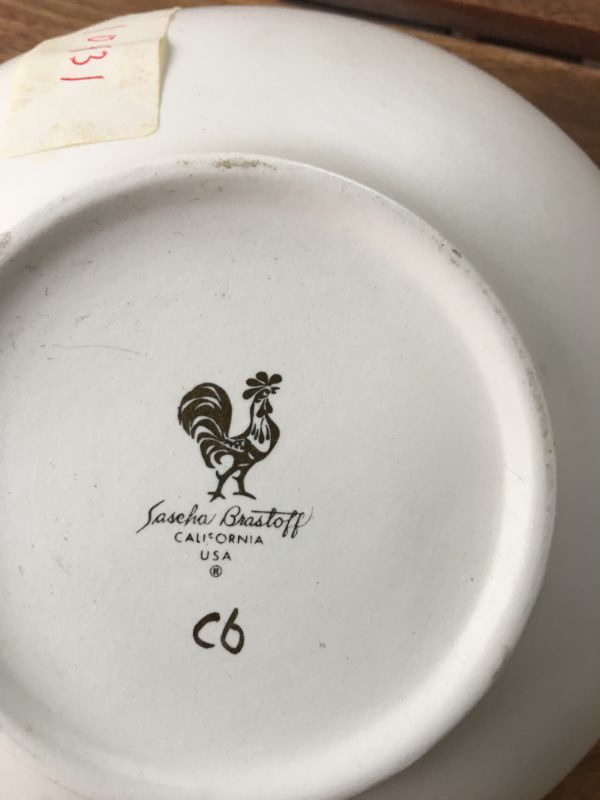 10131
Sascha Brastoff
CALIFORNIA
USA
®
C6